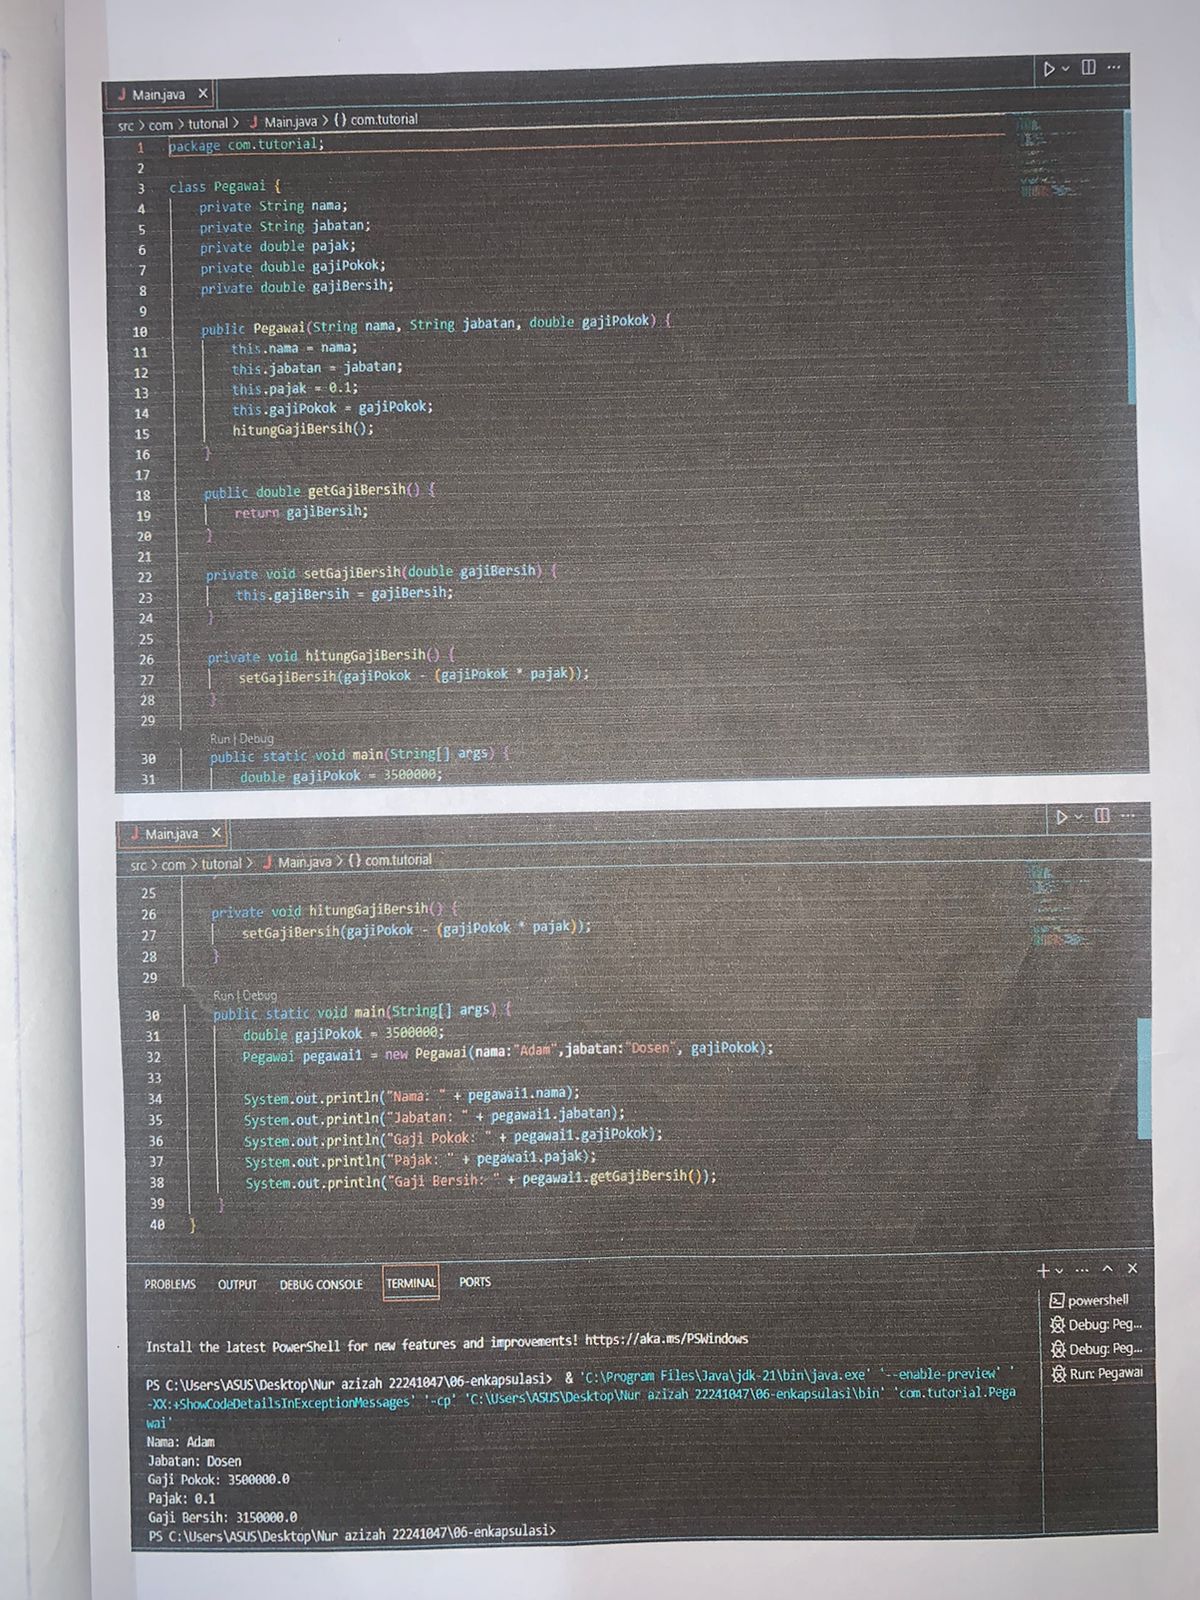 Main.java X
src > com > tutorial > J Main.java > {} com.tutorial
1 package com.tutorial;
2
3 class Pegawai {
4 private String nama;
5 private String jabatan;
6 private double pajak;
7 private double gajiPokok;
8 private double gajiBersih;
9
10 public Pegawai(String nama, String jabatan, double gajiPokok) {
11 this.nama = nama;
12 this.jabatan = jabatan;
13 this.pajak = 0.1;
14 this.gajiPokok = gajiPokok;
15 hitungGajiBersih();
16 }
17
18 public double getGajiBersih() {
19 return gajiBersih;
20 }
21
22 private void setGajiBersih(double gajiBersih) {
23 this.gajiBersih = gajiBersih;
24 }
25
26 private void hitungGajiBersih() {
27 setGajiBersih(gajiPokok - (gajiPokok * pajak));
28 }
29
Run | Debug
30 public static void main(String[] args) {
31 double gajiPokok = 3500000;
Main.java X
src > com > tutorial > J Main.java > {} com.tutorial
25
26 private void hitungGajiBersih() {
27 setGajiBersih(gajiPokok - (gajiPokok * pajak));
28 }
29
Run | Debug
30 public static void main(String[] args) {
31 double gajiPokok = 3500000;
32 Pegawai pegawai1 = new Pegawai(nama:"Adam",jabatan:"Dosen", gajiPokok);
33
34 System.out.println("Nama: " + pegawai1.nama);
35 System.out.println("Jabatan: " + pegawai1.jabatan);
36 System.out.println("Gaji Pokok: " + pegawai1.gajiPokok);
37 System.out.println("Pajak: " + pegawai1.pajak);
38 System.out.println("Gaji Bersih: " + pegawai1.getGajiBersih());
39 }
40 }
PROBLEMS OUTPUT DEBUG CONSOLE TERMINAL PORTS
powershell
Debug: Peg...
Debug: Peg...
Run: Pegawai
Install the latest PowerShell for new features and improvements! https://aka.ms/PSWindows
PS C:\Users\ASUS\Desktop\Nur azizah 22241047\06-enkapsulasi> & 'C:\Program Files\Java\jdk-21\bin\java.exe' '--enable-preview' '
-XX:+ShowCodeDetailsInExceptionMessages' '-cp' 'C:\Users\ASUS\Desktop\Nur azizah 22241047\06-enkapsulasi\bin' 'com.tutorial.Pega
wai'
Nama: Adam
Jabatan: Dosen
Gaji Pokok: 3500000.0
Pajak: 0.1
Gaji Bersih: 3150000.0
PS C:\Users\ASUS\Desktop\Nur azizah 22241047\06-enkapsulasi>